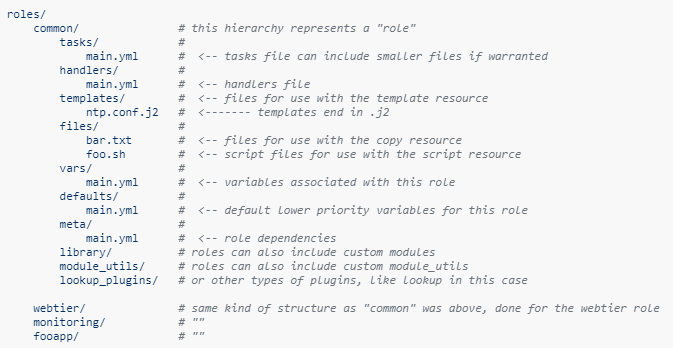 roles/
    common/               # this hierarchy represents a "role"
        tasks/            #
            main.yml      #  <-- tasks file can include smaller files if warranted
        handlers/         #
            main.yml      #  <-- handlers file
        templates/        #  <-- files for use with the template resource
            ntp.conf.j2   #  <------- templates end in .j2
        files/            #
            bar.txt       #  <-- files for use with the copy resource
            foo.sh        #  <-- script files for use with the script resource
        vars/             #
            main.yml      #  <-- variables associated with this role
        defaults/         #
            main.yml      #  <-- default lower priority variables for this role
        meta/             #
            main.yml      #  <-- role dependencies
        library/          # roles can also include custom modules
        module_utils/     # roles can also include custom module_utils
        lookup_plugins/   # or other types of plugins, like lookup in this case
    webtier/              # same kind of structure as "common" was above, done for the webtier role
    monitoring/           # ""
    fooapp/               # ""